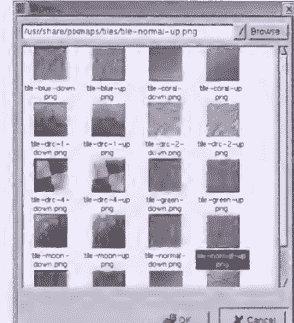 /usr/share/pixmaps/tiles/tile-normal-up.png
Browse
tile-blue-down
png
tile-blue-up
png
tile-coral-
down png
tile-coral-up
png
tile-drc-1-
down png
tile-drc-1-up
png
tile-drc-2-
down png
tile-drc-2-up
png
tile-drc-4-
down png
tile-drc-4-up
png
tile-green-
down png
tile-green-up
png
tile-moon-
down png
tile-moon-up
png
tile-normal-
down png
tile-normal-up
png
OK
Cancel